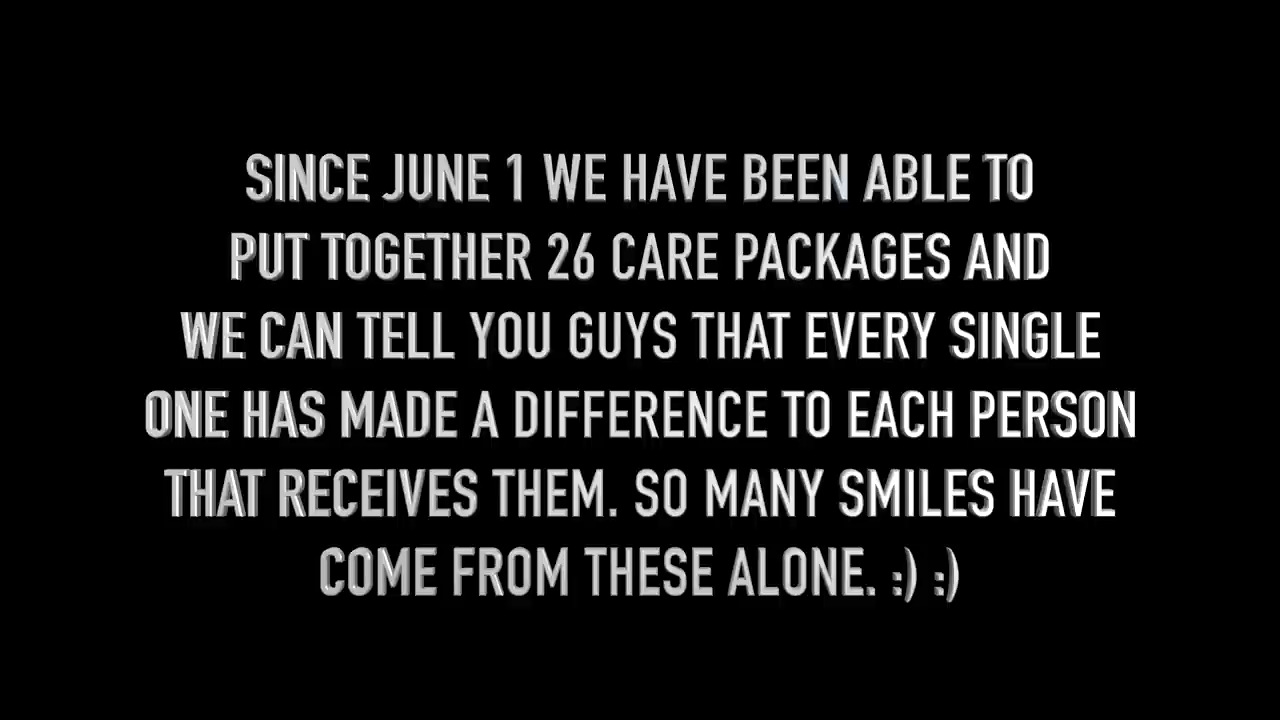 SINCE JUNE 1 WE HAVE BEEN ABLE TO
PUT TOGETHER 26 CARE PACKAGES AND
WE CAN TELL YOU GUYS THAT EVERY SINGLE
ONE HAS MADE A DIFFERENCE TO EACH PERSON
THAT RECEIVES THEM. SO MANY SMILES HAVE
COME FROM THESE ALONE. :) :)